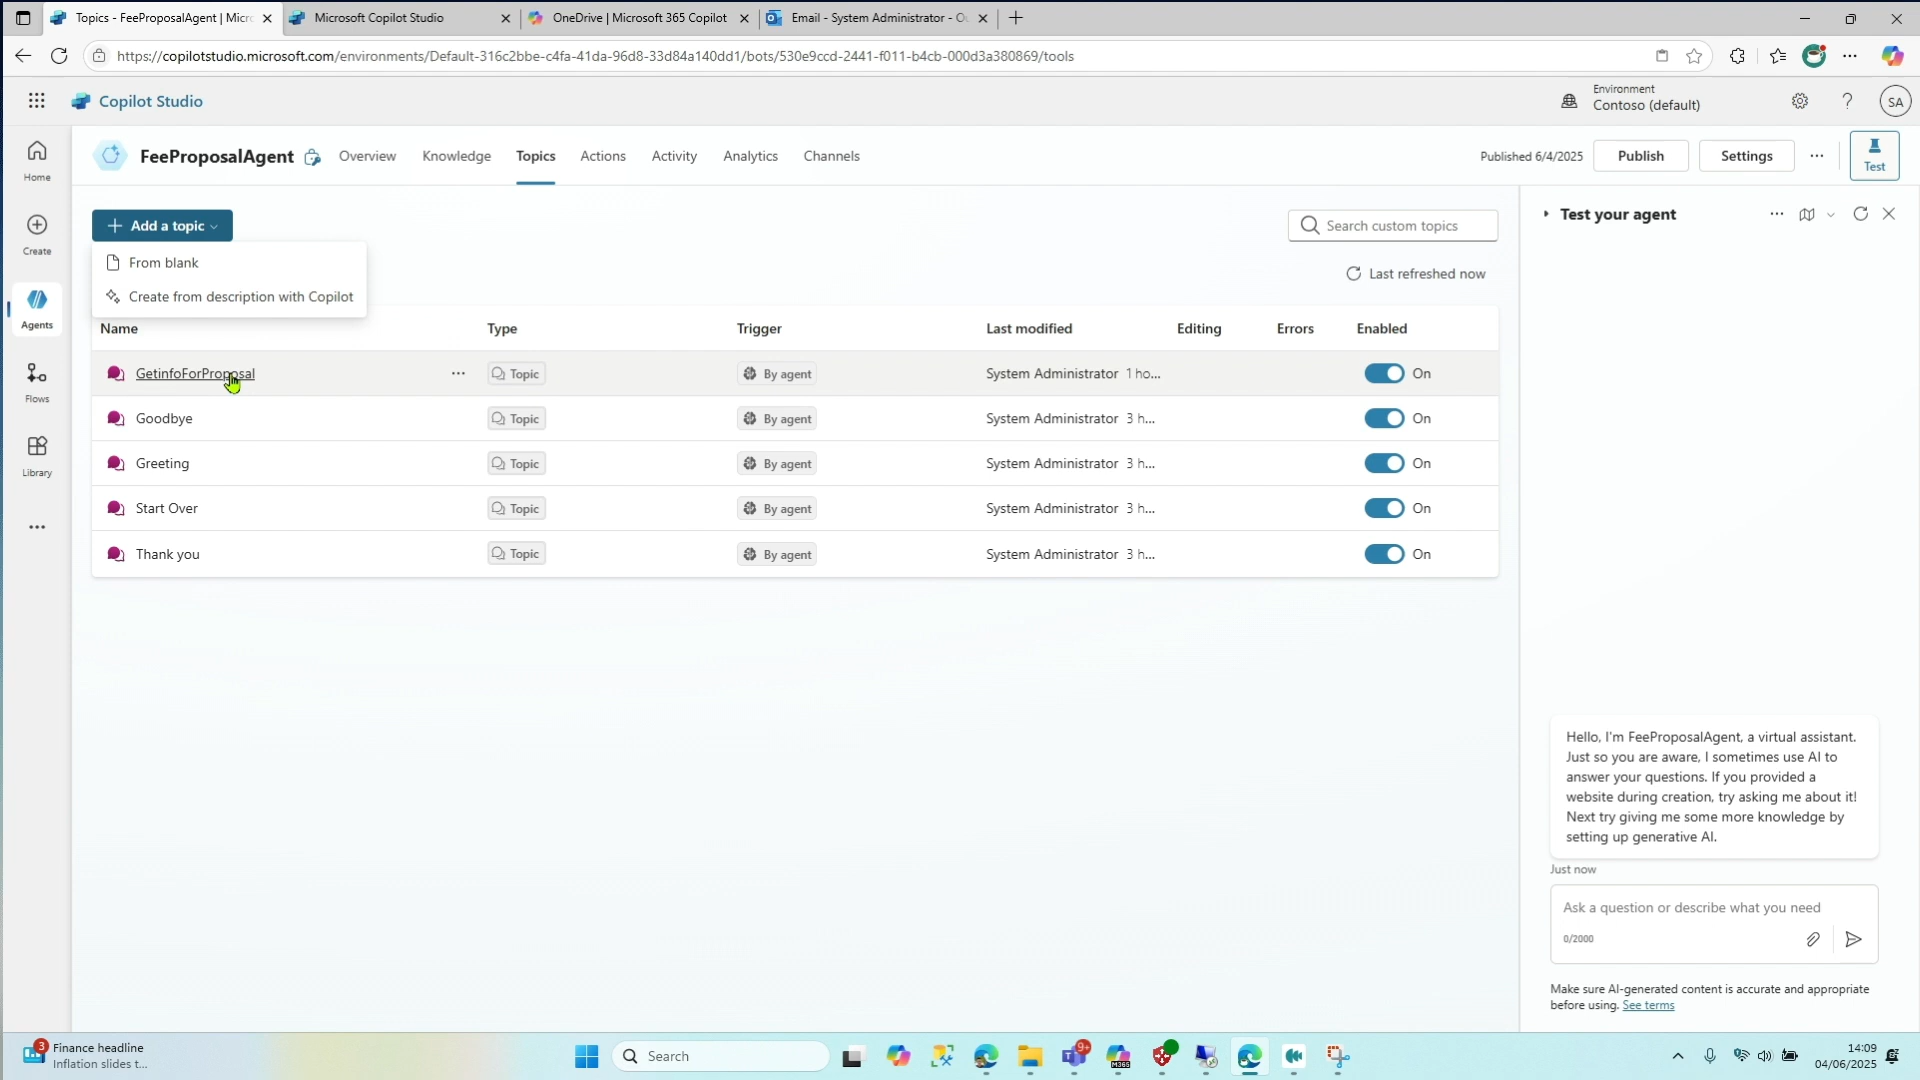 Topics - FeeProposalAgent | Micr
Microsoft Copilot Studio
OneDrive | Microsoft 365 Copilot
Email - System Administrator - O
https://copilotstudio.microsoft.com/environments/Default-316c2bbe-c4fa-41da-96d8-33d84a140dd1/bots/530e9ccd-2441-f011-b4cb-000d3a380869/tools
Copilot Studio
Environment
Contoso (default)
SA
Home
Create
Agents
Flows
Library
FeeProposalAgent
Overview
Knowledge
Topics
Actions
Activity
Analytics
Channels
Published 6/4/2025
Publish
Settings
Test
Add a topic
From blank
Create from description with Copilot
Search custom topics
Last refreshed now
Name Type Trigger Last modified Editing Errors Enabled
GetinfoForProposal Topic By agent System Administrator 1 ho... On
Goodbye Topic By agent System Administrator 3 h... On
Greeting Topic By agent System Administrator 3 h... On
Start Over Topic By agent System Administrator 3 h... On
Thank you Topic By agent System Administrator 3 h... On
Test your agent
Hello, I'm FeeProposalAgent, a virtual assistant.
Just so you are aware, I sometimes use AI to
answer your questions. If you provided a
website during creation, try asking me about it!
Next try giving me some more knowledge by
setting up generative AI.
Just now
Ask a question or describe what you need
0/2000
Make sure AI-generated content is accurate and appropriate
before using. See terms
3
Finance headline
Inflation slides t...
Search
9+
M365
14:09
04/06/2025